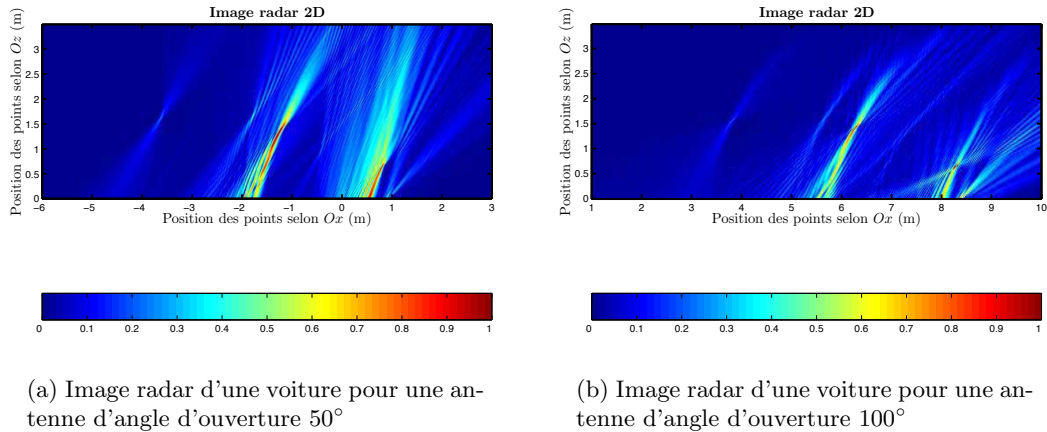 Image radar 2D
Position des points selon Oz (m)
3
2.5
2
1.5
1
0.5
0
−6 −5 −4 −3 −2 −1 0 1 2 3
Position des points selon Ox (m)
0 0.1 0.2 0.3 0.4 0.5 0.6 0.7 0.8 0.9 1
(a) Image radar d'une voiture pour une an-
tenne d'angle d'ouverture 50°
Image radar 2D
Position des points selon Oz (m)
3
2.5
2
1.5
1
0.5
0
1 2 3 4 5 6 7 8 9 10
Position des points selon Ox (m)
0 0.1 0.2 0.3 0.4 0.5 0.6 0.7 0.8 0.9 1
(b) Image radar d'une voiture pour une an-
tenne d'angle d'ouverture 100°